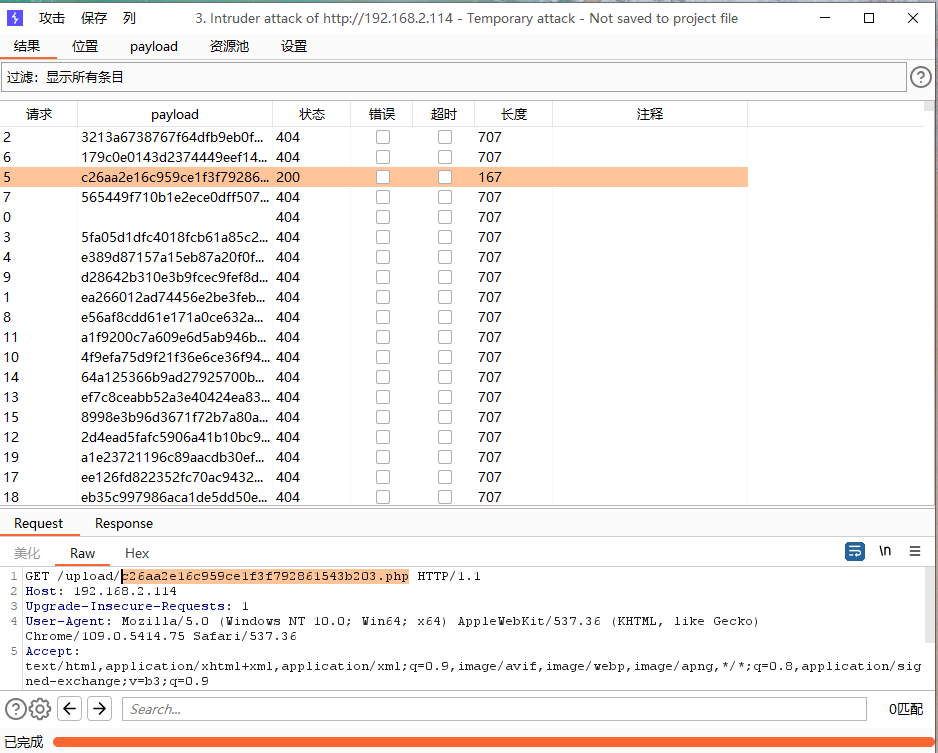 攻击 保存 列 3. Intruder attack of http://192.168.2.114 - Temporary attack - Not saved to project file
结果 位置 payload 资源池 设置
过滤：显示所有条目
请求 payload 状态 错误 超时 长度 注释
2 3213a6738767f64dfb9eb0f... 404 707
6 179c0e0143d2374449eef14... 404 707
5 c26aa2e16c959ce1f3f79286... 200 167
7 565449f710b1e2ece0dff507... 404 707
0 404 707
3 5fa05d1dfc4018fcb61a85c2... 404 707
4 e389d87157a15eb87a20f0f... 404 707
9 d28642b310e3b9fcec9fef8d... 404 707
1 ea266012ad74456e2be3feb... 404 707
8 e56af8cdd61e171a0ce632a... 404 707
11 a1f9200c7a609e6d5ab946b... 404 707
10 4f9efa75d9f21f36e6ce36f94... 404 707
14 64a125366b9ad27925700b... 404 707
13 ef7c8ceabb52a3e40424ea83... 404 707
15 8998e3b96d3671f72b7a80a... 404 707
12 2d4ead5fafc5906a41b10bc9... 404 707
19 a1e23721196c89aacdb30ef... 404 707
17 ee126fd822352fc70ac9432... 404 707
18 eb35c997986aca1de5dd50e... 404 707
Request Response
美化 Raw Hex \n
1 GET /upload/c26aa2e16c959ce1f3f792861543b203.php HTTP/1.1
2 Host: 192.168.2.114
3 Upgrade-Insecure-Requests: 1
4 User-Agent: Mozilla/5.0 (Windows NT 10.0; Win64; x64) AppleWebKit/537.36 (KHTML, like Gecko)
Chrome/109.0.5414.75 Safari/537.36
5 Accept:
text/html,application/xhtml+xml,application/xml;q=0.9,image/avif,image/webp,image/apng,*/*;q=0.8,application/sig
ned-exchange;v=b3;q=0.9
Search... 0匹配
已完成